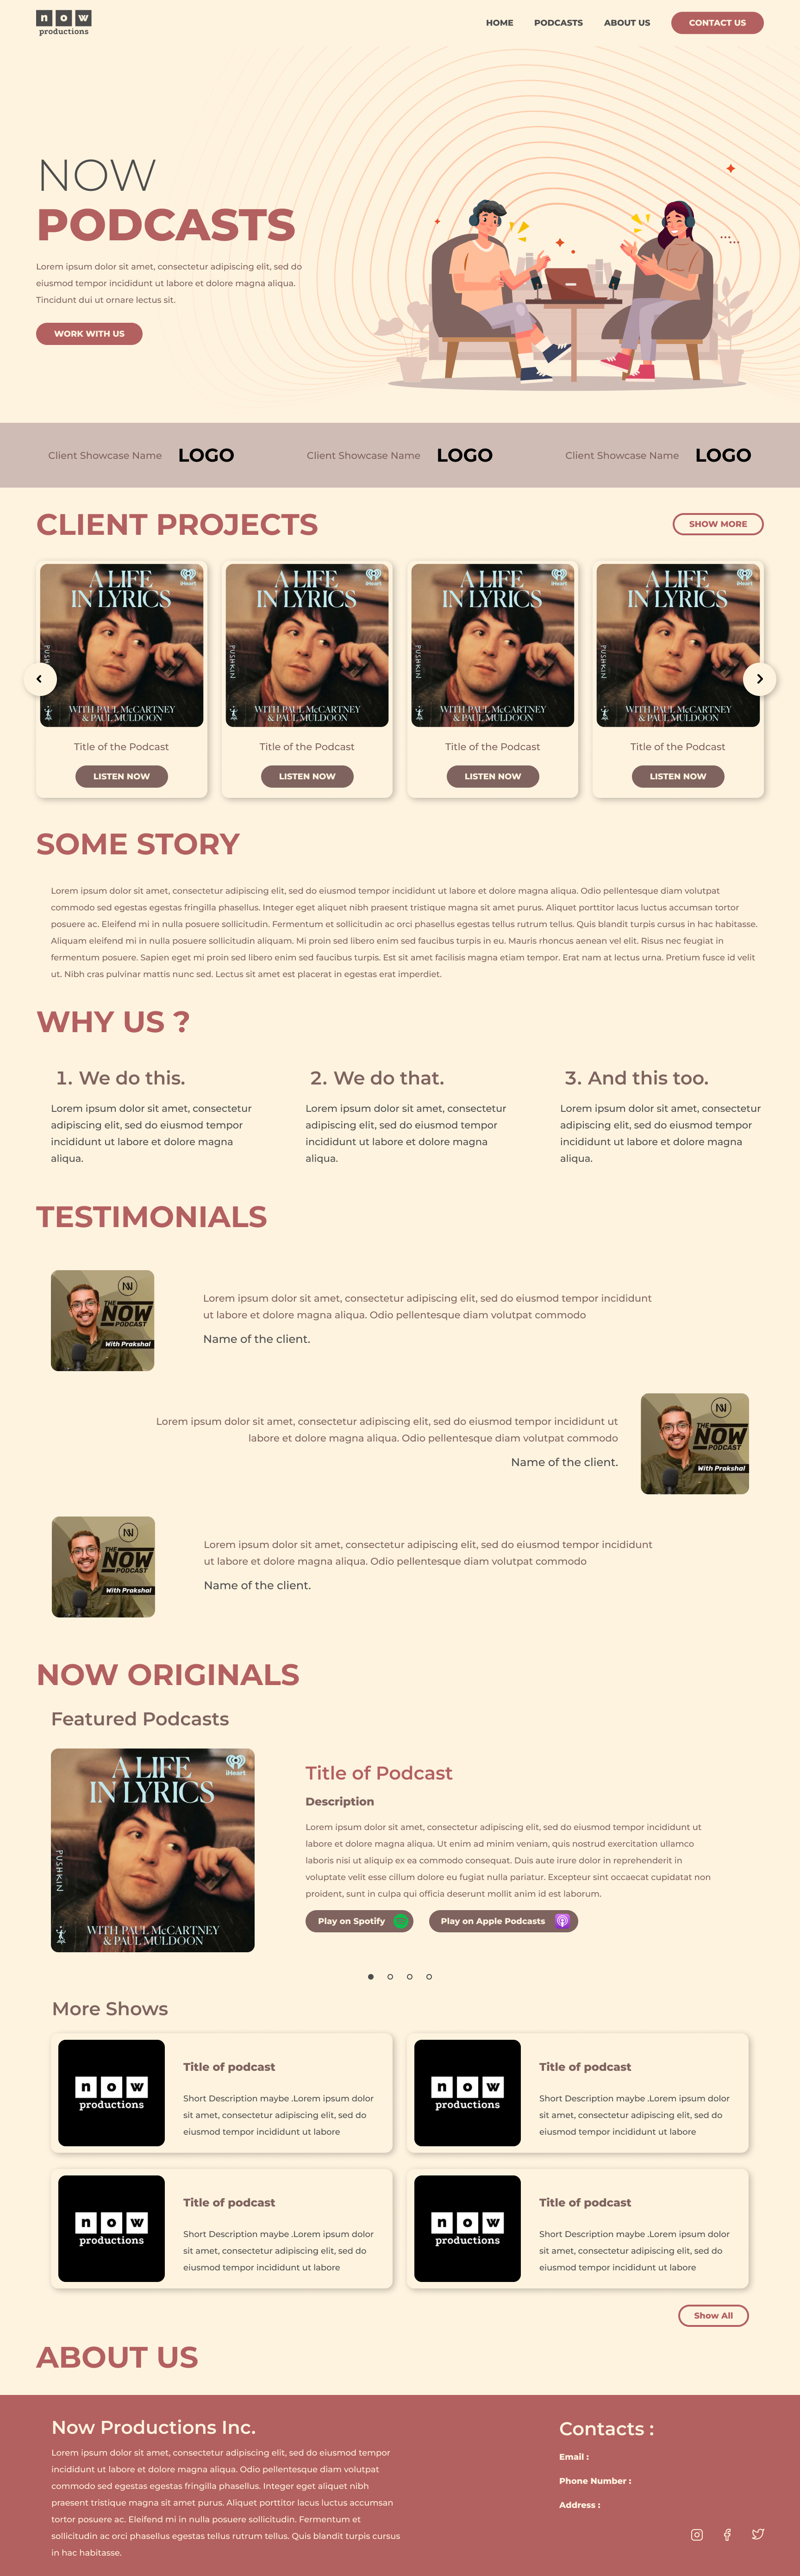 now
productions
HOME PODCASTS ABOUT US CONTACT US
NOW
PODCASTS
Lorem ipsum dolor sit amet, consectetur adipiscing elit, sed do
eiusmod tempor incididunt ut labore et dolore magna aliqua.
Tincidunt dui ut ornare lectus sit.
WORK WITH US
Client Showcase Name LOGO Client Showcase Name LOGO Client Showcase Name LOGO
CLIENT PROJECTS
SHOW MORE
A LIFE
IN LYRICS
iHeart
PUSHKIN
WITH PAUL McCARTNEY
& PAUL MULDOON
Title of the Podcast
LISTEN NOW
A LIFE
IN LYRICS
iHeart
PUSHKIN
WITH PAUL McCARTNEY
& PAUL MULDOON
Title of the Podcast
LISTEN NOW
A LIFE
IN LYRICS
iHeart
PUSHKIN
WITH PAUL McCARTNEY
& PAUL MULDOON
Title of the Podcast
LISTEN NOW
A LIFE
IN LYRICS
iHeart
PUSHKIN
WITH PAUL McCARTNEY
& PAUL MULDOON
Title of the Podcast
LISTEN NOW
SOME STORY
Lorem ipsum dolor sit amet, consectetur adipiscing elit, sed do eiusmod tempor incididunt ut labore et dolore magna aliqua. Odio pellentesque diam volutpat
commodo sed egestas egestas fringilla phasellus. Integer eget aliquet nibh praesent tristique magna sit amet purus. Aliquet porttitor lacus luctus accumsan tortor
posuere ac. Eleifend mi in nulla posuere sollicitudin. Fermentum et sollicitudin ac orci phasellus egestas tellus rutrum tellus. Quis blandit turpis cursus in hac habitasse.
Aliquam eleifend mi in nulla posuere sollicitudin aliquam. Mi proin sed libero enim sed faucibus turpis in eu. Mauris rhoncus aenean vel elit. Risus nec feugiat in
fermentum posuere. Sapien eget mi proin sed libero enim sed faucibus turpis. Est sit amet facilisis magna etiam tempor. Erat nam at lectus urna. Pretium fusce id velit
ut. Nibh cras pulvinar mattis nunc sed. Lectus sit amet est placerat in egestas erat imperdiet.
WHY US ?
1. We do this.
Lorem ipsum dolor sit amet, consectetur
adipiscing elit, sed do eiusmod tempor
incididunt ut labore et dolore magna
aliqua.
2. We do that.
Lorem ipsum dolor sit amet, consectetur
adipiscing elit, sed do eiusmod tempor
incididunt ut labore et dolore magna
aliqua.
3. And this too.
Lorem ipsum dolor sit amet, consectetur
adipiscing elit, sed do eiusmod tempor
incididunt ut labore et dolore magna
aliqua.
TESTIMONIALS
N
THE
NOW
PODCAST
With Prakshal
Lorem ipsum dolor sit amet, consectetur adipiscing elit, sed do eiusmod tempor incididunt
ut labore et dolore magna aliqua. Odio pellentesque diam volutpat commodo
Name of the client.
Lorem ipsum dolor sit amet, consectetur adipiscing elit, sed do eiusmod tempor incididunt ut
labore et dolore magna aliqua. Odio pellentesque diam volutpat commodo
Name of the client.
N
THE
NOW
PODCAST
With Prakshal
N
THE
NOW
PODCAST
With Prakshal
Lorem ipsum dolor sit amet, consectetur adipiscing elit, sed do eiusmod tempor incididunt
ut labore et dolore magna aliqua. Odio pellentesque diam volutpat commodo
Name of the client.
NOW ORIGINALS
Featured Podcasts
A LIFE
IN LYRICS
iHeart
PUSHKIN
WITH PAUL McCARTNEY
& PAUL MULDOON
Title of Podcast
Description
Lorem ipsum dolor sit amet, consectetur adipiscing elit, sed do eiusmod tempor incididunt ut
labore et dolore magna aliqua. Ut enim ad minim veniam, quis nostrud exercitation ullamco
laboris nisi ut aliquip ex ea commodo consequat. Duis aute irure dolor in reprehenderit in
voluptate velit esse cillum dolore eu fugiat nulla pariatur. Excepteur sint occaecat cupidatat non
proident, sunt in culpa qui officia deserunt mollit anim id est laborum.
Play on Spotify Play on Apple Podcasts
More Shows
now
productions
Title of podcast
Short Description maybe .Lorem ipsum dolor
sit amet, consectetur adipiscing elit, sed do
eiusmod tempor incididunt ut labore
now
productions
Title of podcast
Short Description maybe .Lorem ipsum dolor
sit amet, consectetur adipiscing elit, sed do
eiusmod tempor incididunt ut labore
now
productions
Title of podcast
Short Description maybe .Lorem ipsum dolor
sit amet, consectetur adipiscing elit, sed do
eiusmod tempor incididunt ut labore
now
productions
Title of podcast
Short Description maybe .Lorem ipsum dolor
sit amet, consectetur adipiscing elit, sed do
eiusmod tempor incididunt ut labore
Show All
ABOUT US
Now Productions Inc.
Lorem ipsum dolor sit amet, consectetur adipiscing elit, sed do eiusmod tempor
incididunt ut labore et dolore magna aliqua. Odio pellentesque diam volutpat
commodo sed egestas egestas fringilla phasellus. Integer eget aliquet nibh
praesent tristique magna sit amet purus. Aliquet porttitor lacus luctus accumsan
tortor posuere ac. Eleifend mi in nulla posuere sollicitudin. Fermentum et
sollicitudin ac orci phasellus egestas tellus rutrum tellus. Quis blandit turpis cursus
in hac habitasse.
Contacts :
Email :
Phone Number :
Address :